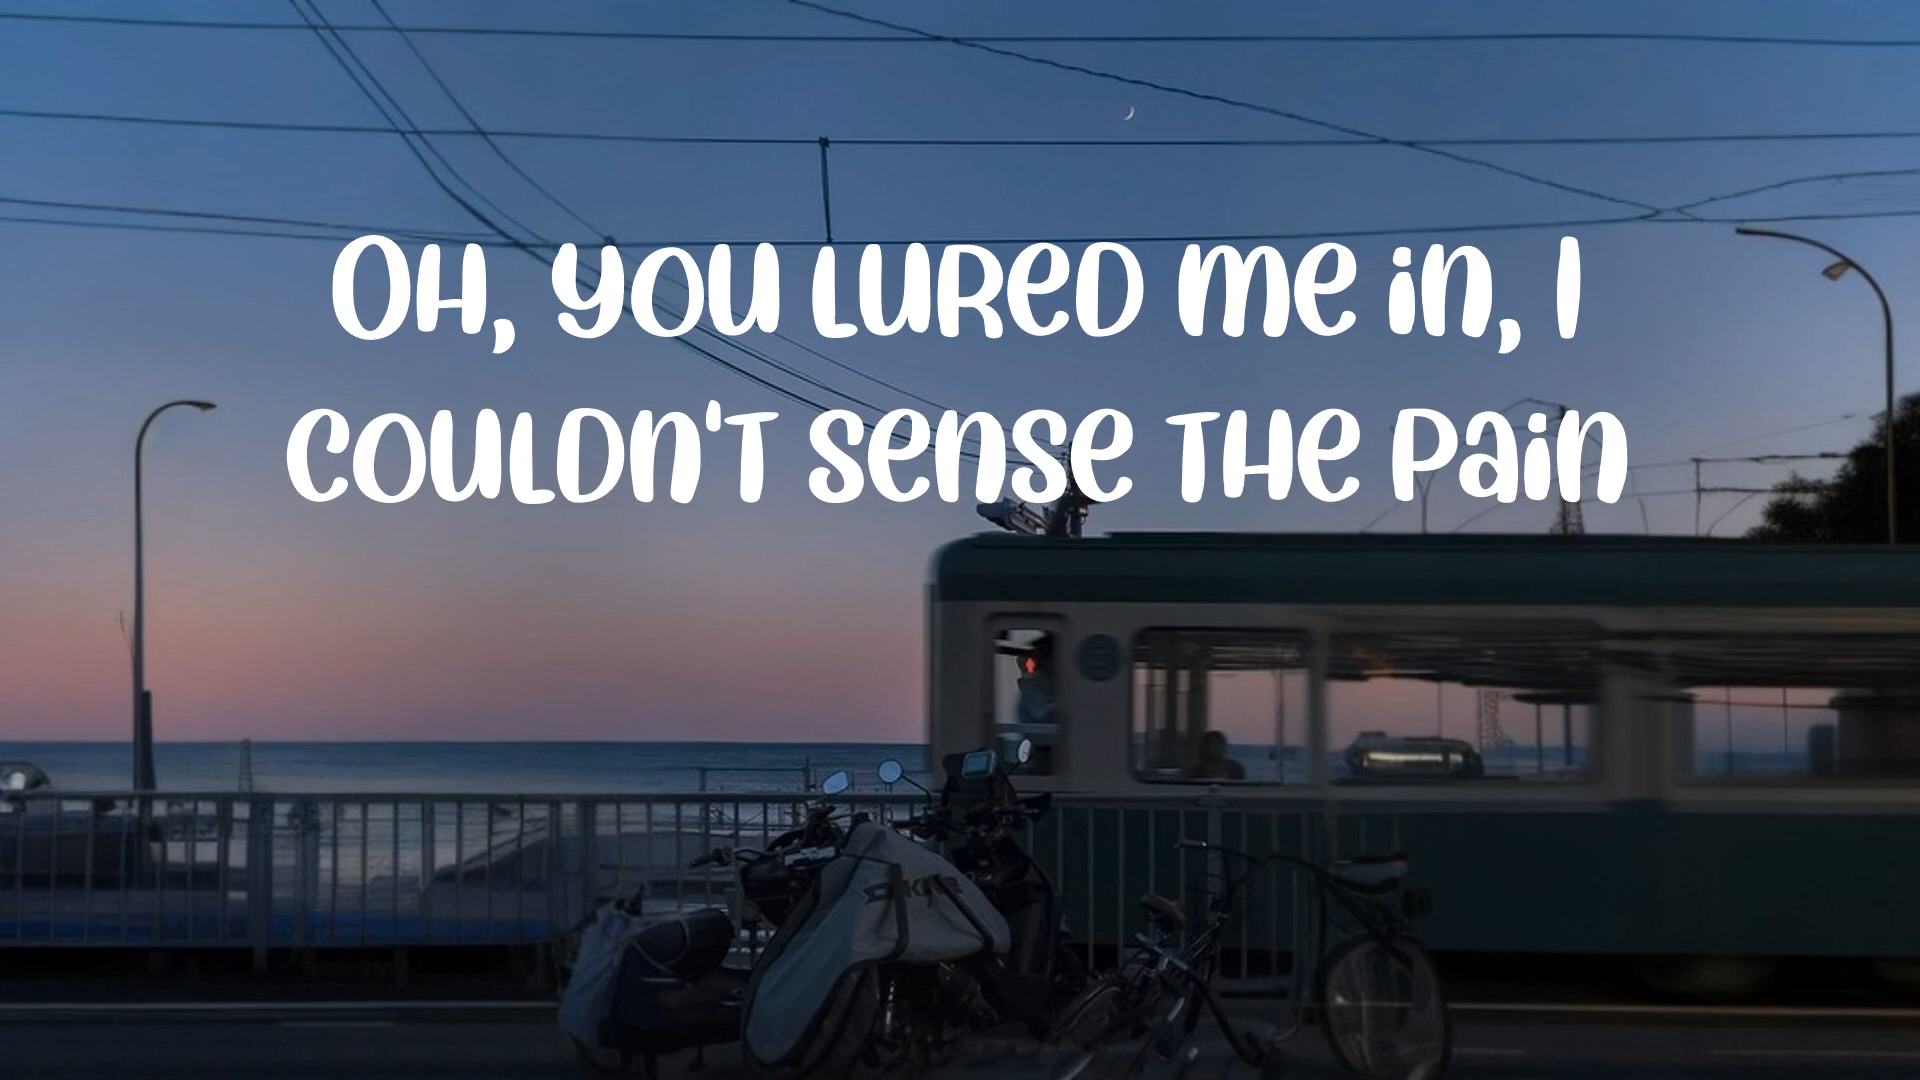 OH, YOU LURED ME IN, I
COULDN'T SENSE THE PAIN